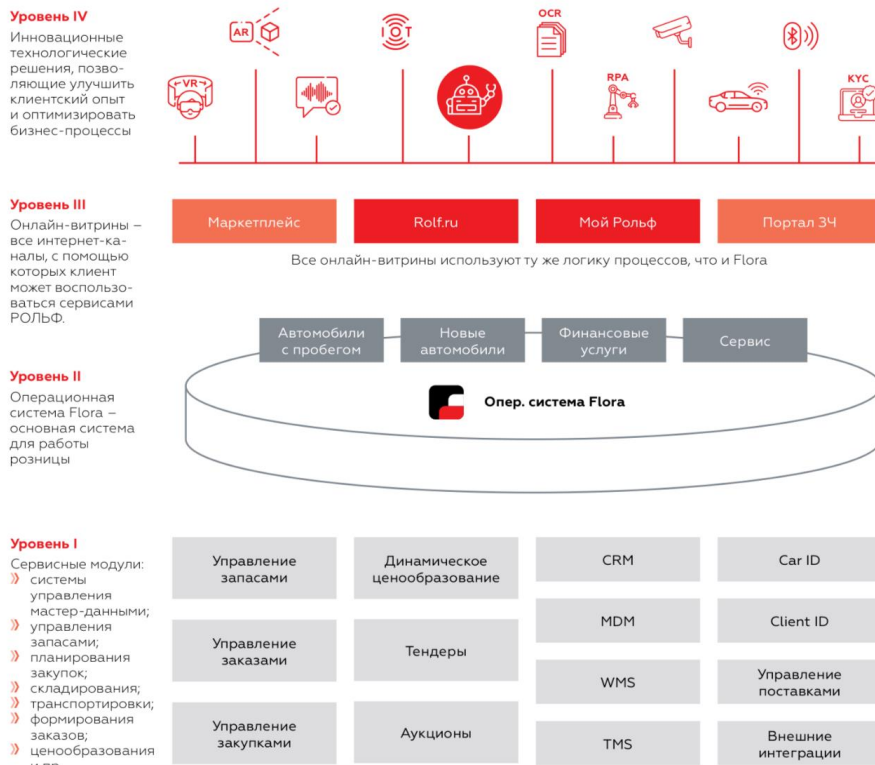 Уровень IV
Инновационные
технологические
решения, позво-
ляющие улучшить
клиентский опыт
и оптимизировать
бизнес-процессы
AR
OCR
VR
IOT
RPA
KYC
Уровень III
Онлайн-витрины –
все интернет-ка-
налы, с помощью
которых клиент
может воспользо-
ваться сервисами
РОЛЬФ.
Маркетплейс
Rolf.ru
Мой Рольф
Портал ЗЧ
Все онлайн-витрины используют ту же логику процессов, что и Flora
Уровень II
Операционная
система Flora –
основная система
для работы
розницы
Автомобили
с пробегом
Новые
автомобили
Финансовые
услуги
Сервис
Опер. система Flora
Уровень I
Сервисные модули:
» системы
управления
мастер-данными;
» управления
запасами;
» планирования
закупок;
» складирования;
» транспортировки;
» формирования
заказов;
» ценообразования
Управление
запасами
Динамическое
ценообразование
CRM
Car ID
Управление
заказами
Тендеры
MDM
Client ID
WMS
Управление
поставками
Управление
закупками
Аукционы
TMS
Внешние
интеграции